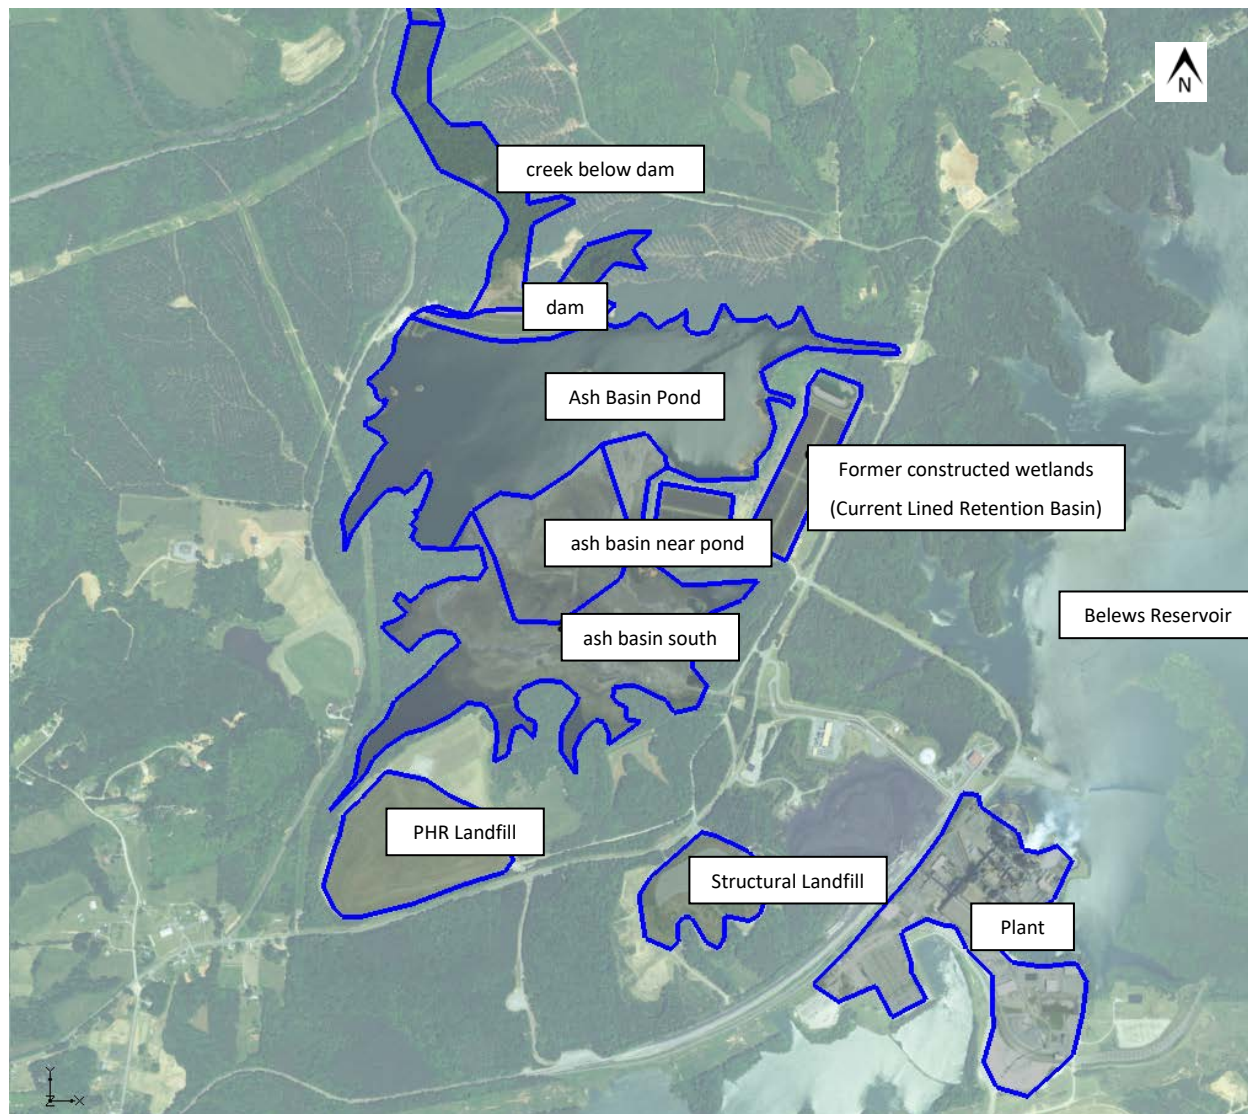 N
creek below dam
dam
Ash Basin Pond
Former constructed wetlands
(Current Lined Retention Basin)
ash basin near pond
Belews Reservoir
ash basin south
PHR Landfill
Structural Landfill
Plant
Y
Z
X